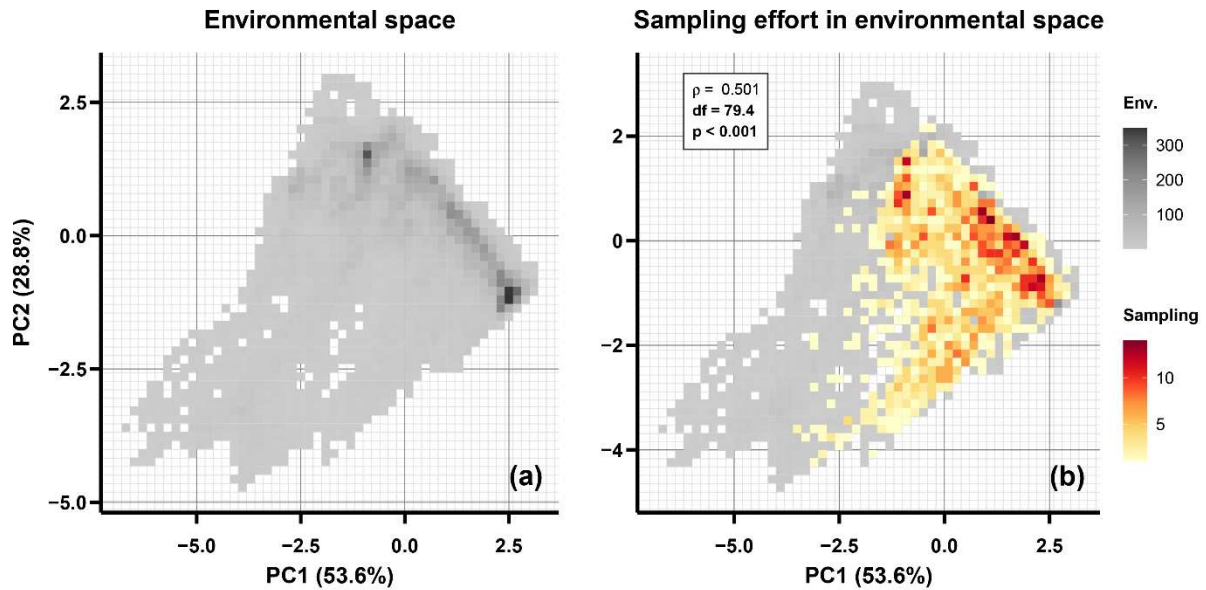 Environmental space
PC2 (28.8%)
2.5
0.0
−2.5
−5.0
−5.0
−2.5
0.0
2.5
PC1 (53.6%)
(a)
Sampling effort in environmental space
ρ = 0.501
df = 79.4
p < 0.001
2
0
−2
−4
−5.0
−2.5
0.0
2.5
PC1 (53.6%)
(b)
Env.
300
200
100
Sampling
10
5